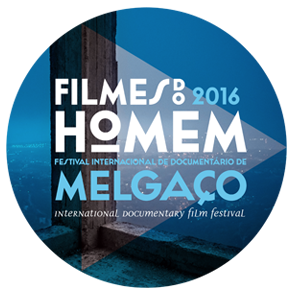 FILMES DO 2016
HOMEM
FESTIVAL INTERNACIONAL DE DOCUMENTÁRIO DE
MELGAÇO
INTERNATIONAL DOCUMENTARY FILM FESTIVAL